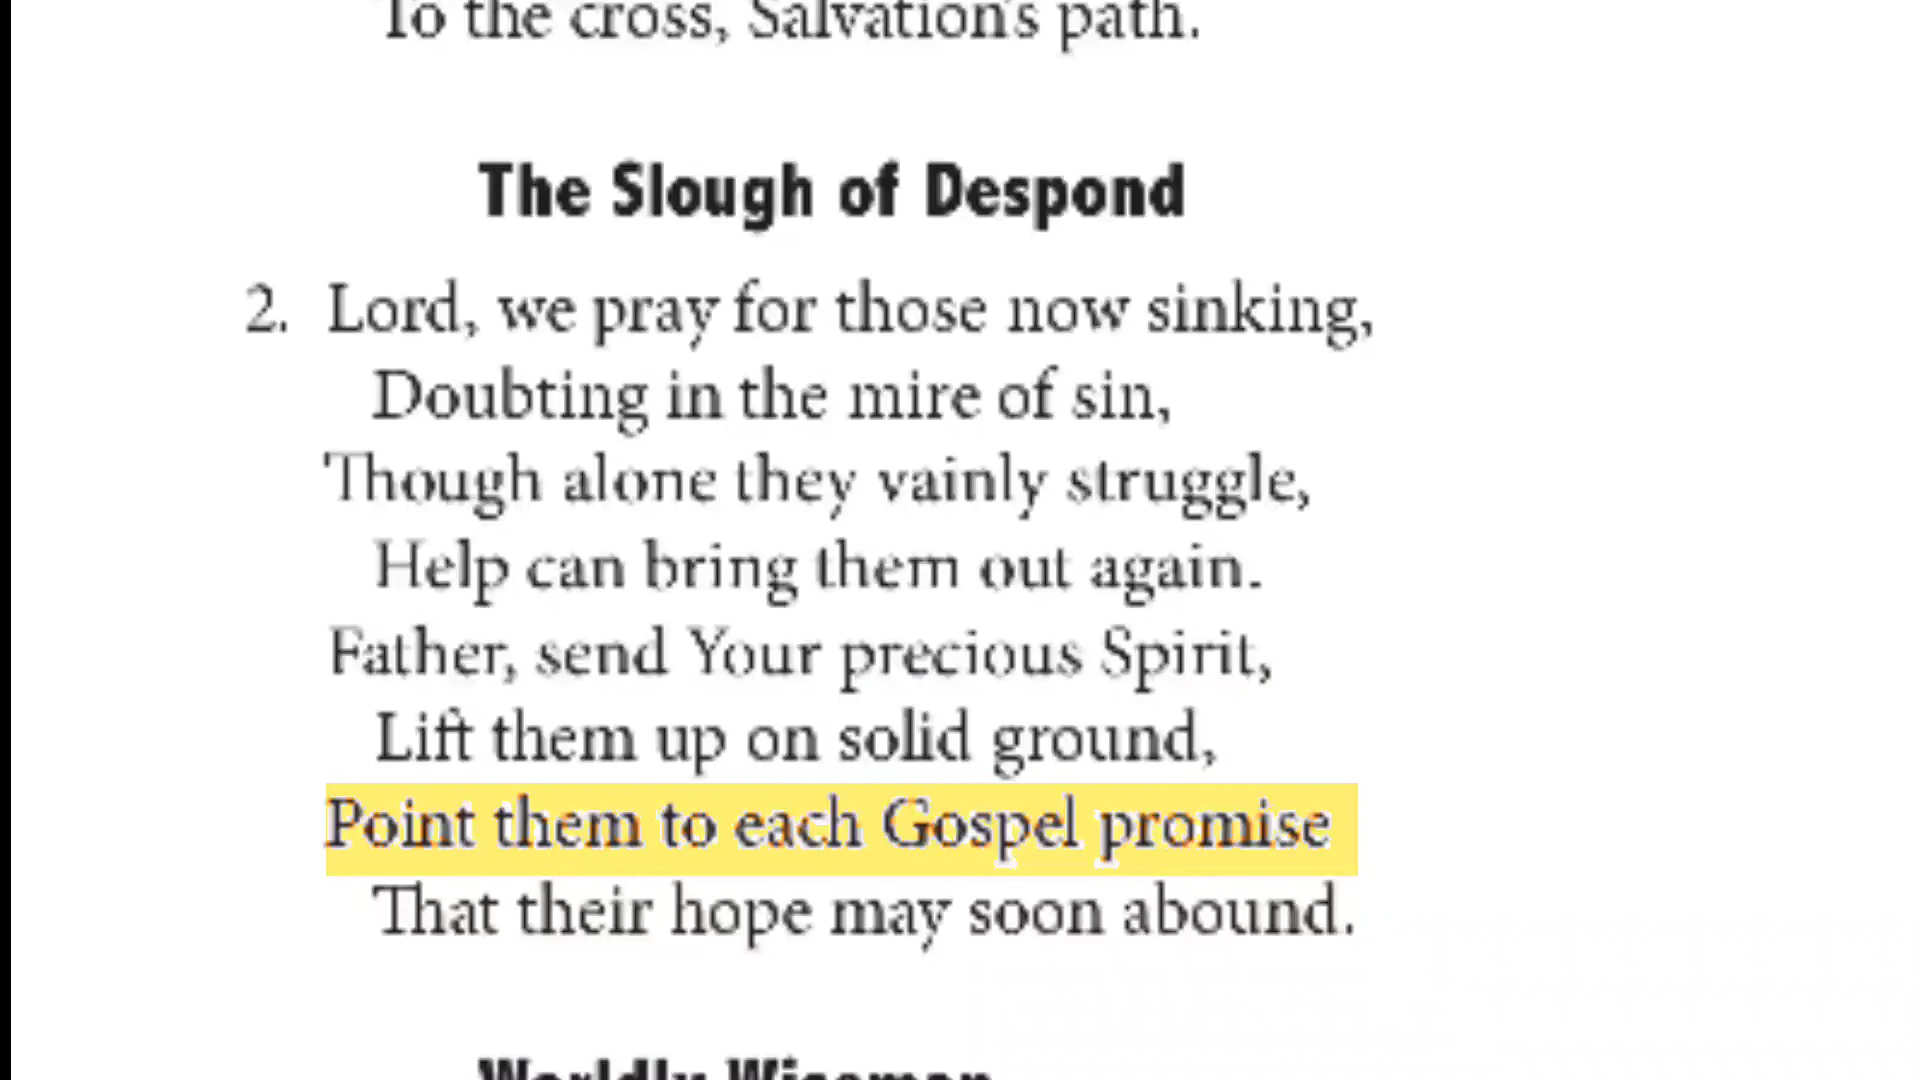 To the cross, Salvation's path.
The Slough of Despond
2. Lord, we pray for those now sinking,
Doubting in the mire of sin,
Though alone they vainly struggle,
Help can bring them out again.
Father, send Your precious Spirit,
Lift them up on solid ground,
Point them to each Gospel promise
That their hope may soon abound.
Worldly Wiseman